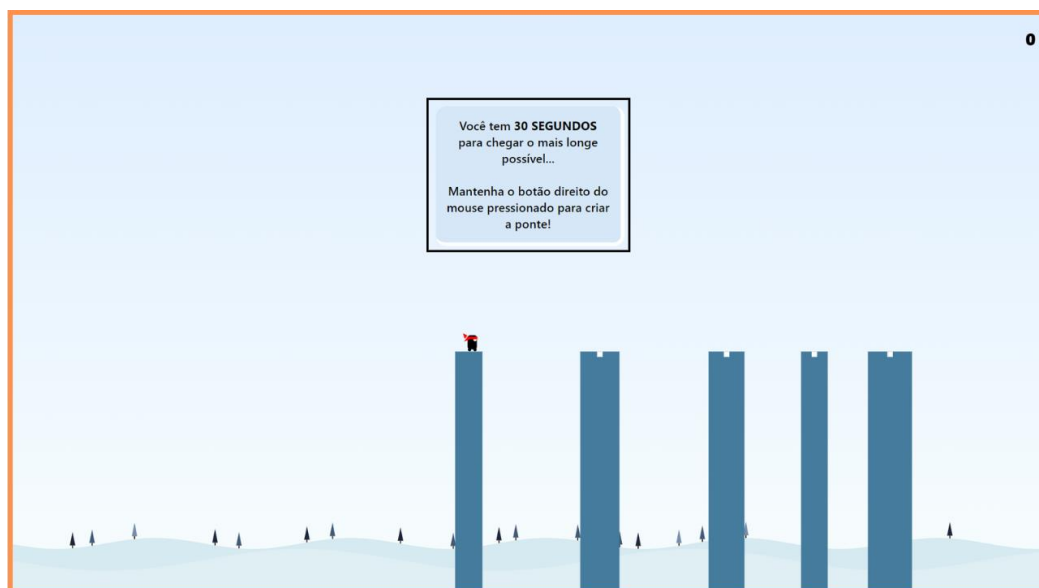 0
Você tem 30 SEGUNDOS
para chegar o mais longe
possível...
Mantenha o botão direito do
mouse pressionado para criar
a ponte!